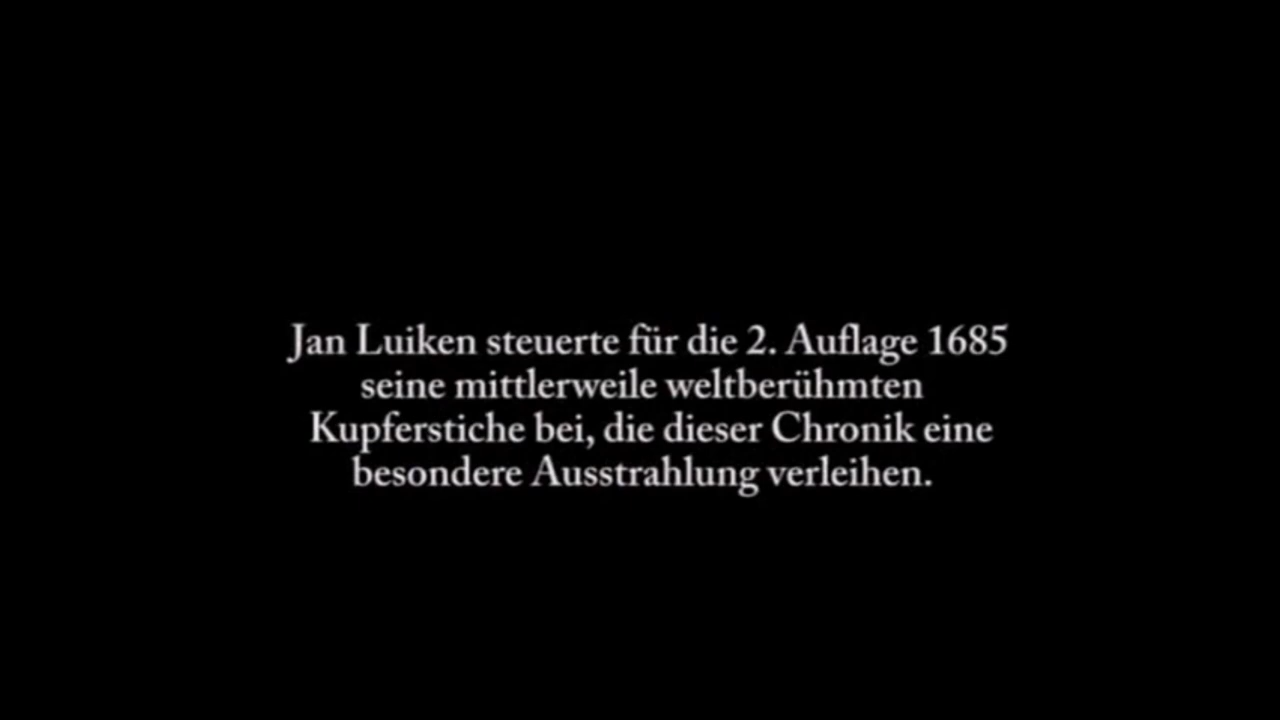 Jan Luiken steuerte für die 2. Auflage 1685
seine mittlerweile weltberühmten
Kupferstiche bei, die dieser Chronik eine
besondere Ausstrahlung verleihen.